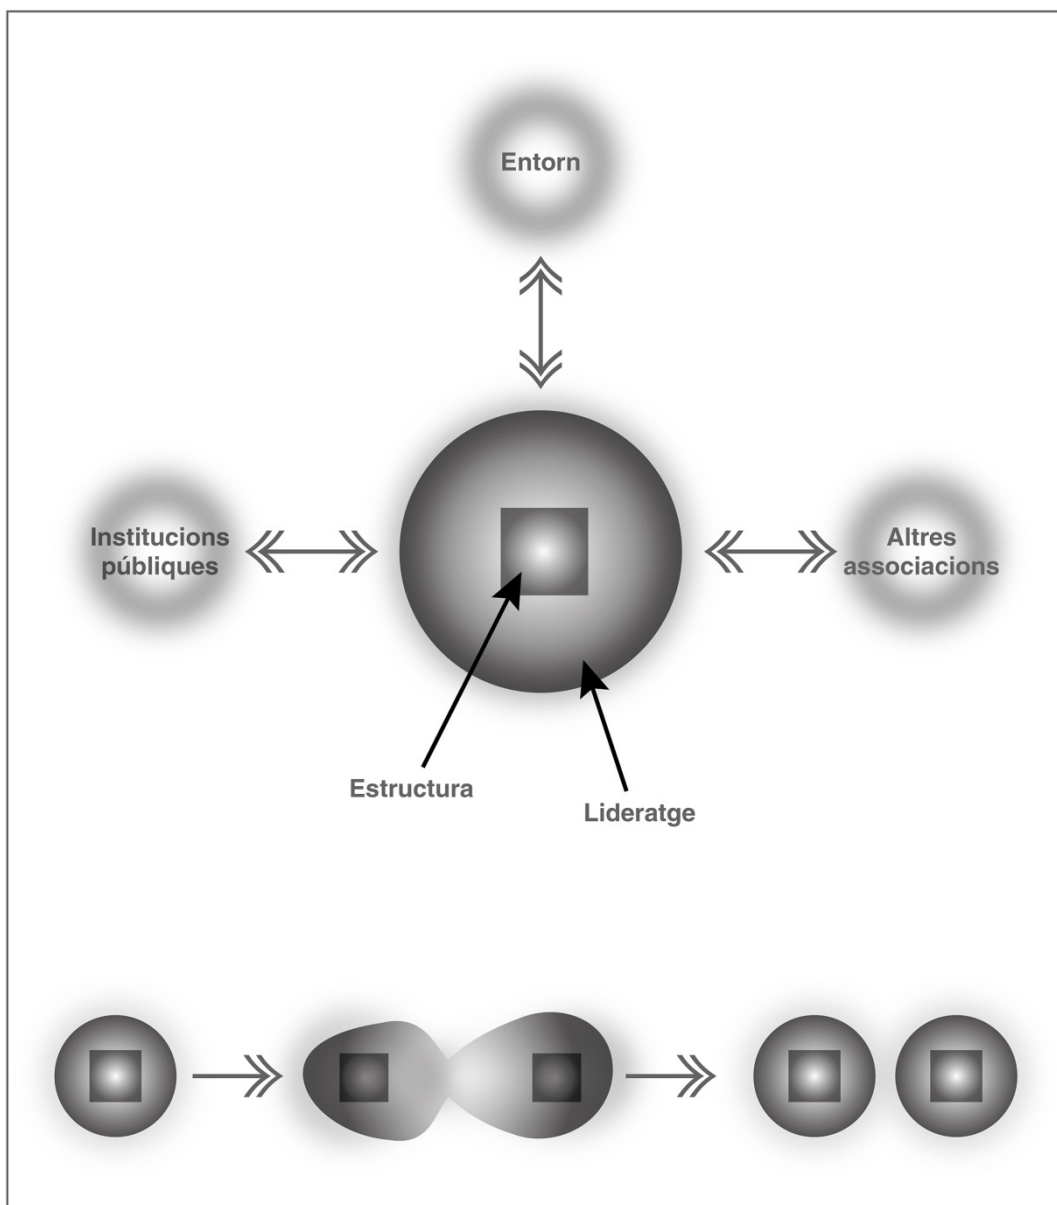 Entorn
Institucions
públiques
Altres
associacions
Estructura
Lideratge